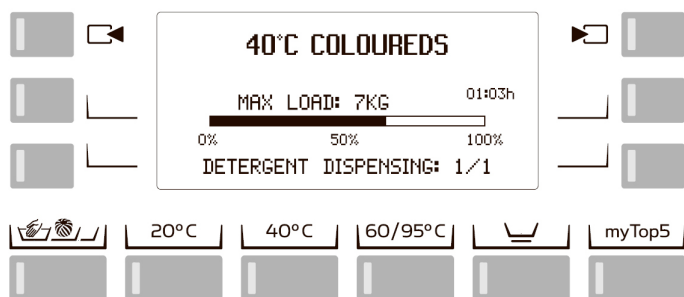 40°C COLOUREDS
MAX LOAD: 7KG 01:03h
0% 50% 100%
DETERGENT DISPENSING: 1/1
20°C 40°C 60/95°C myTop5